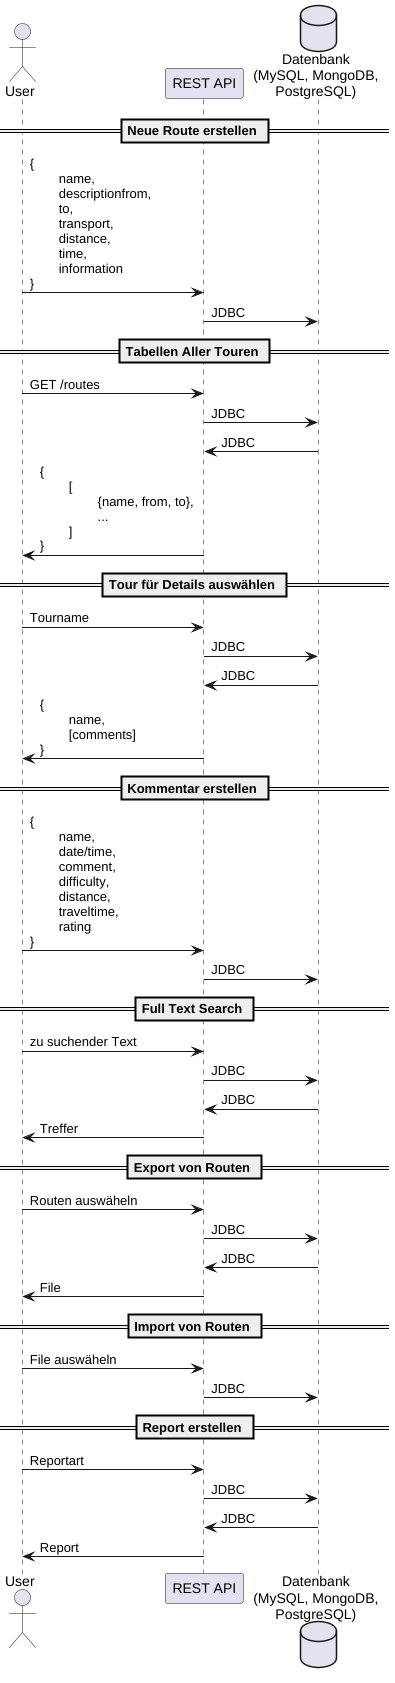 User
REST API
Datenbank
(MySQL, MongoDB,
PostgreSQL)
Neue Route erstellen
{
name,
descriptionfrom,
to,
transport,
distance,
time,
information
}
JDBC
Tabellen Aller Touren
GET /routes
JDBC
JDBC
{
[
{name, from, to},
...
]
}
Tour für Details auswählen
Tourname
JDBC
JDBC
{
name,
[comments]
}
Kommentar erstellen
{
name,
date/time,
comment,
difficulty,
distance,
traveltime,
rating
}
JDBC
Full Text Search
zu suchender Text
JDBC
JDBC
Treffer
Export von Routen
Routen auswäheln
JDBC
JDBC
File
Import von Routen
File auswäheln
JDBC
Report erstellen
Reportart
JDBC
JDBC
Report
User
REST API
Datenbank
(MySQL, MongoDB,
PostgreSQL)